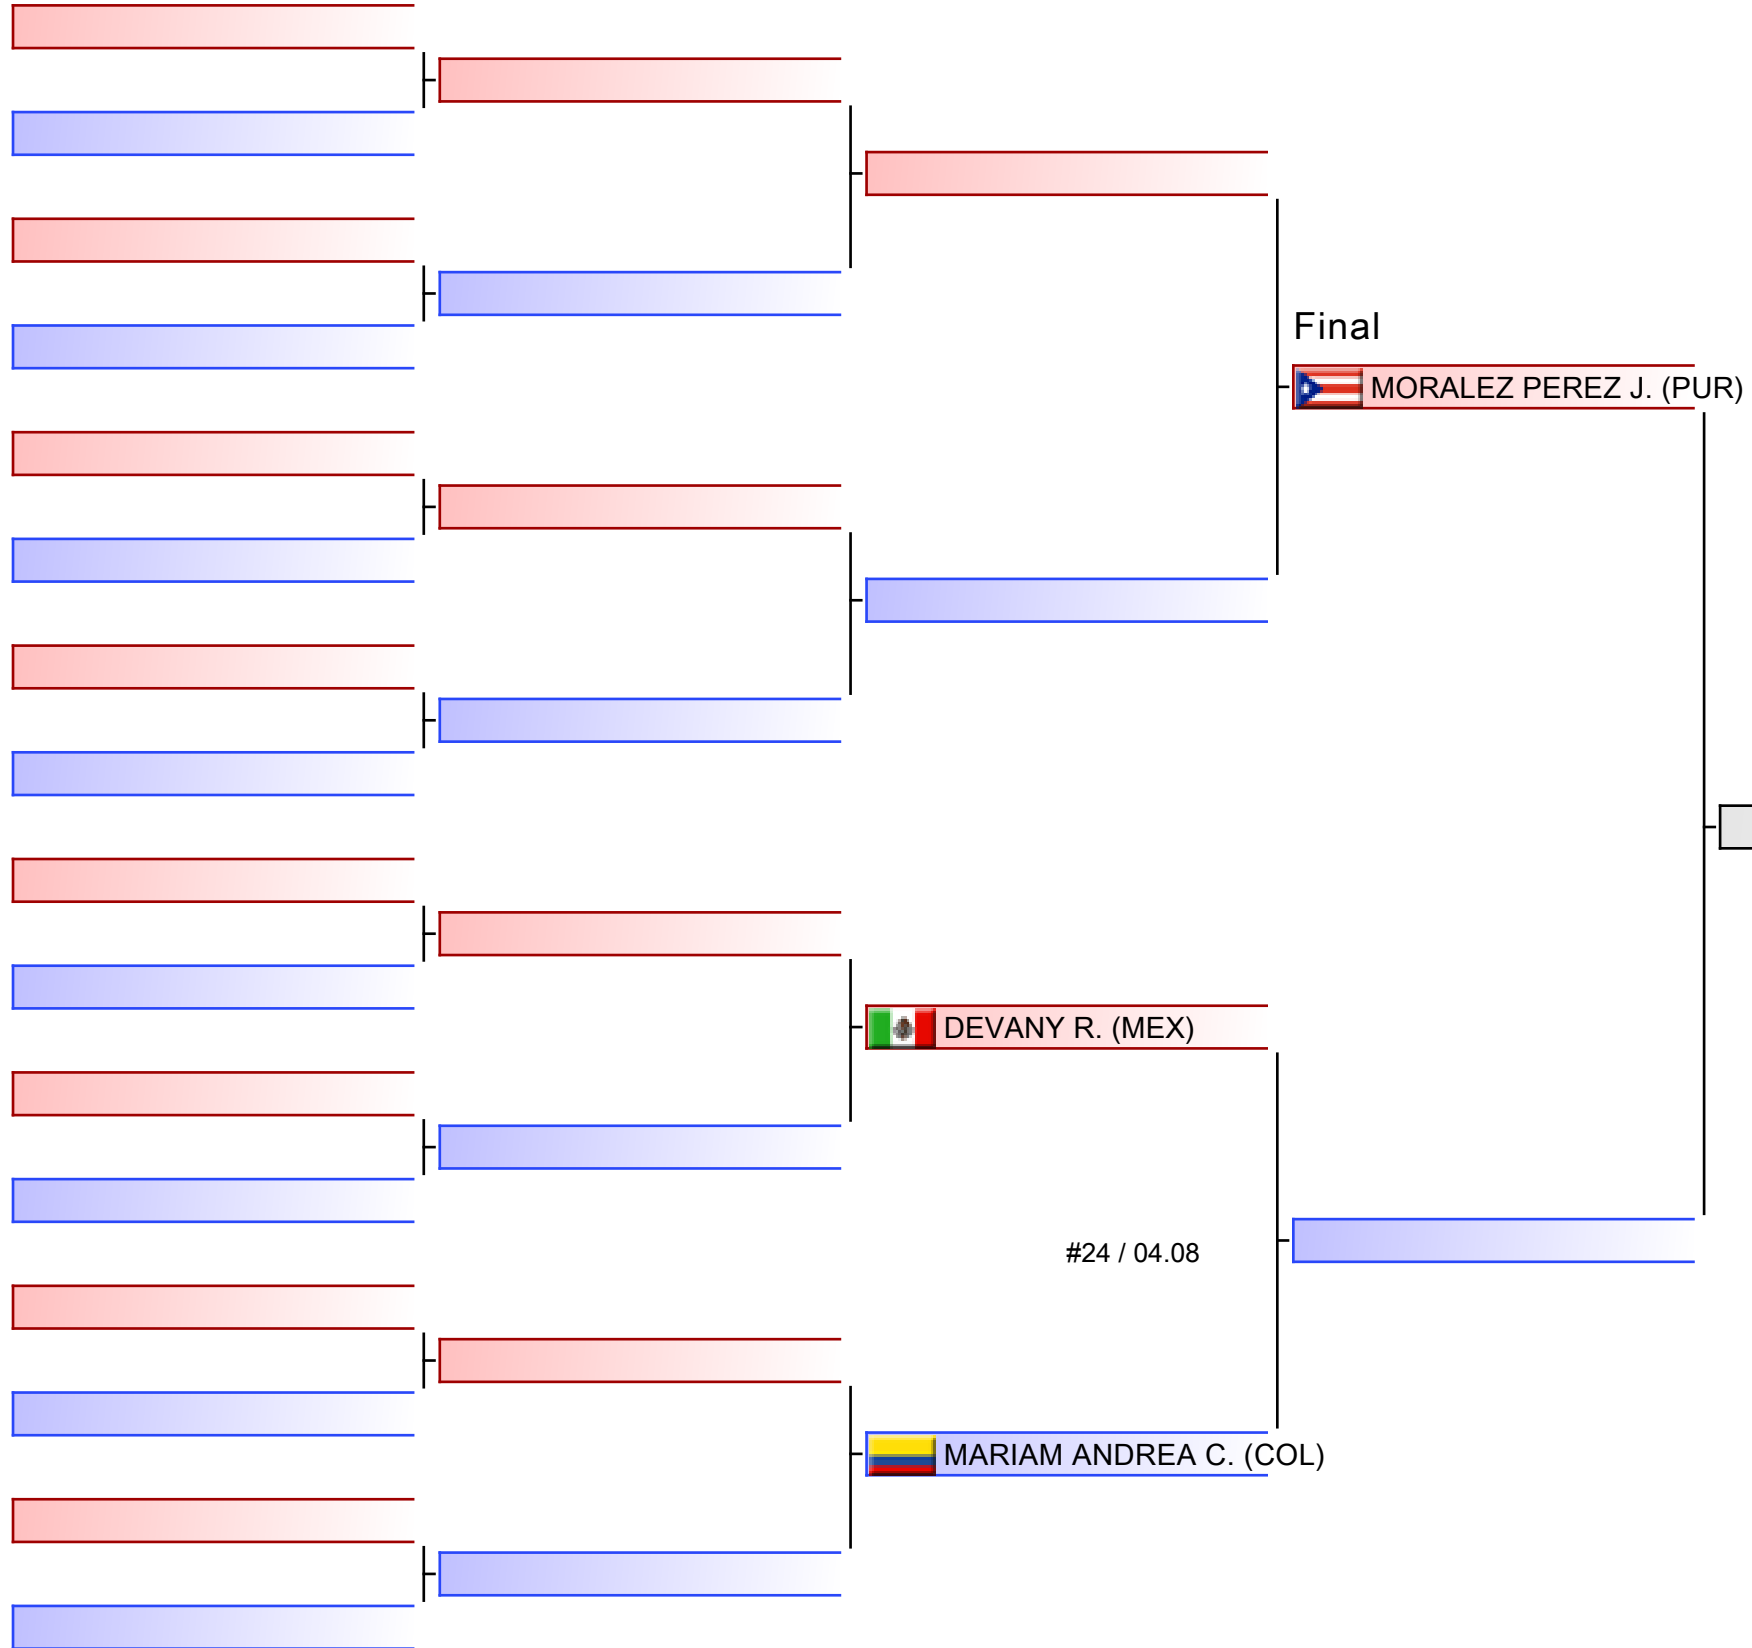 Final
MORALEZ PEREZ J. (PUR)
DEVANY R. (MEX)
#24 / 04.08
MARIAM ANDREA C. (COL)